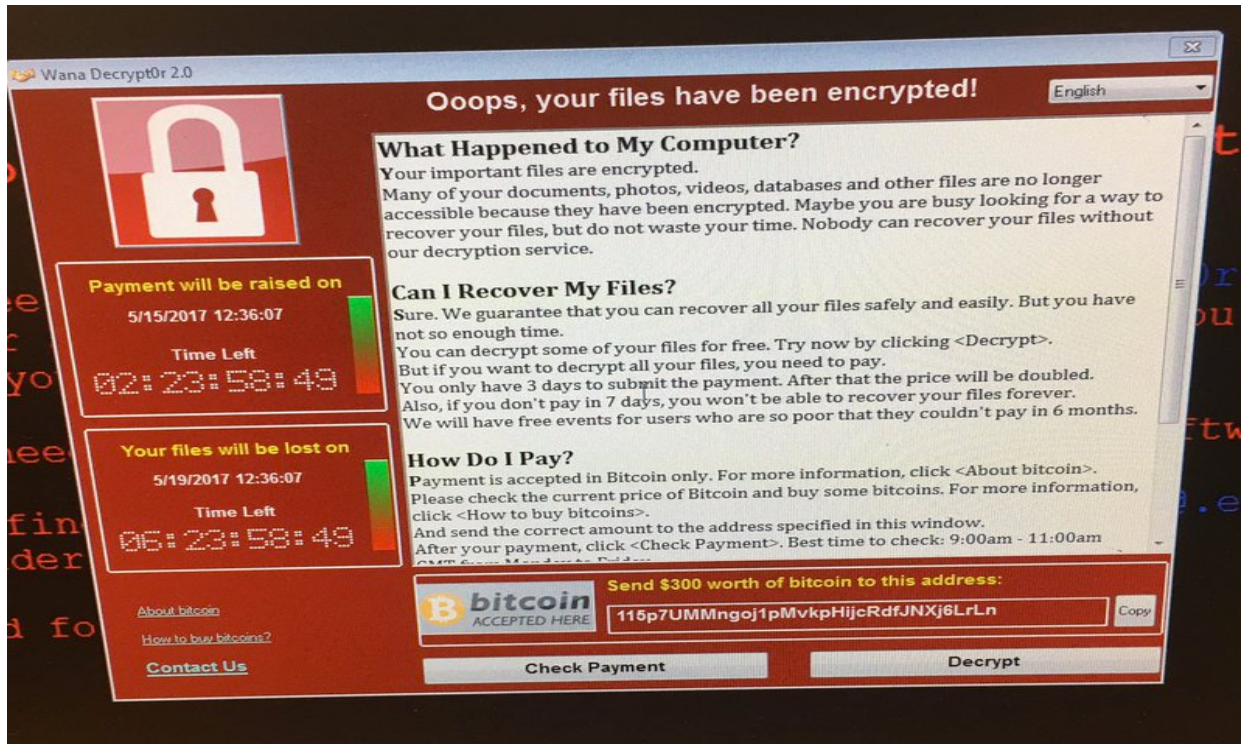 Wana Decrypt0r 2.0
Ooops, your files have been encrypted!
English
What Happened to My Computer?
Your important files are encrypted.
Many of your documents, photos, videos, databases and other files are no longer
accessible because they have been encrypted. Maybe you are busy looking for a way to
recover your files, but do not waste your time. Nobody can recover your files without
our decryption service.
Can I Recover My Files?
Sure. We guarantee that you can recover all your files safely and easily. But you have
not so enough time.
You can decrypt some of your files for free. Try now by clicking <Decrypt>.
But if you want to decrypt all your files, you need to pay.
You only have 3 days to submit the payment. After that the price will be doubled.
Also, if you don't pay in 7 days, you won't be able to recover your files forever.
We will have free events for users who are so poor that they couldn't pay in 6 months.
How Do I Pay?
Payment is accepted in Bitcoin only. For more information, click <About bitcoin>.
Please check the current price of Bitcoin and buy some bitcoins. For more information,
click <How to buy bitcoins>.
And send the correct amount to the address specified in this window.
After your payment, click <Check Payment>. Best time to check: 9:00am - 11:00am
Payment will be raised on
5/15/2017 12:36:07
Time Left
02:23:58:49
Your files will be lost on
5/19/2017 12:36:07
Time Left
06:23:58:49
About bitcoin
How to buy bitcoins?
Contact Us
bitcoin
ACCEPTED HERE
Send $300 worth of bitcoin to this address:
115p7UMMngoj1pMvkpHijcRdfJNXj6LrLn
Copy
Check Payment
Decrypt